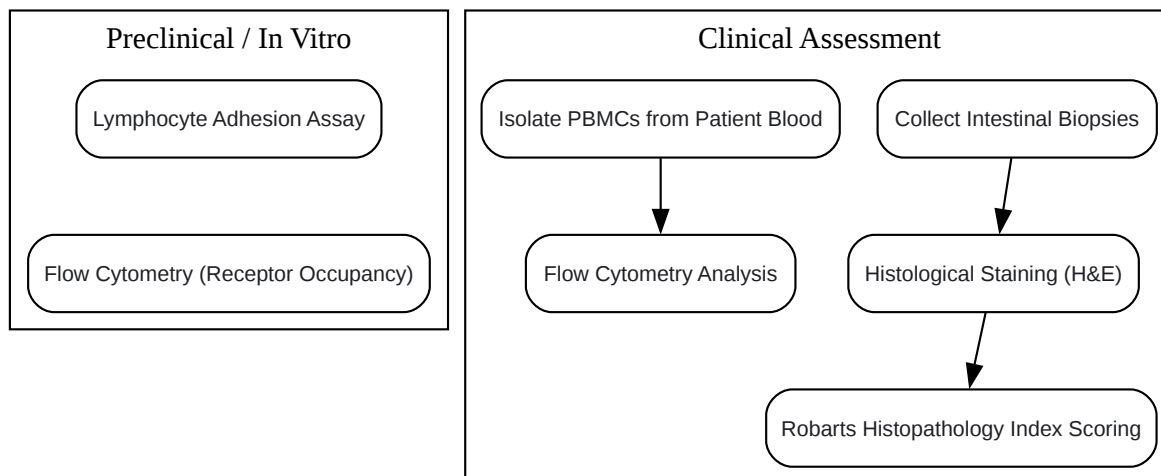 Preclinical / In Vitro
Lymphocyte Adhesion Assay
Flow Cytometry (Receptor Occupancy)
Clinical Assessment
Isolate PBMCs from Patient Blood
Collect Intestinal Biopsies
Flow Cytometry Analysis
Histological Staining (H&E)
Robarts Histopathology Index Scoring